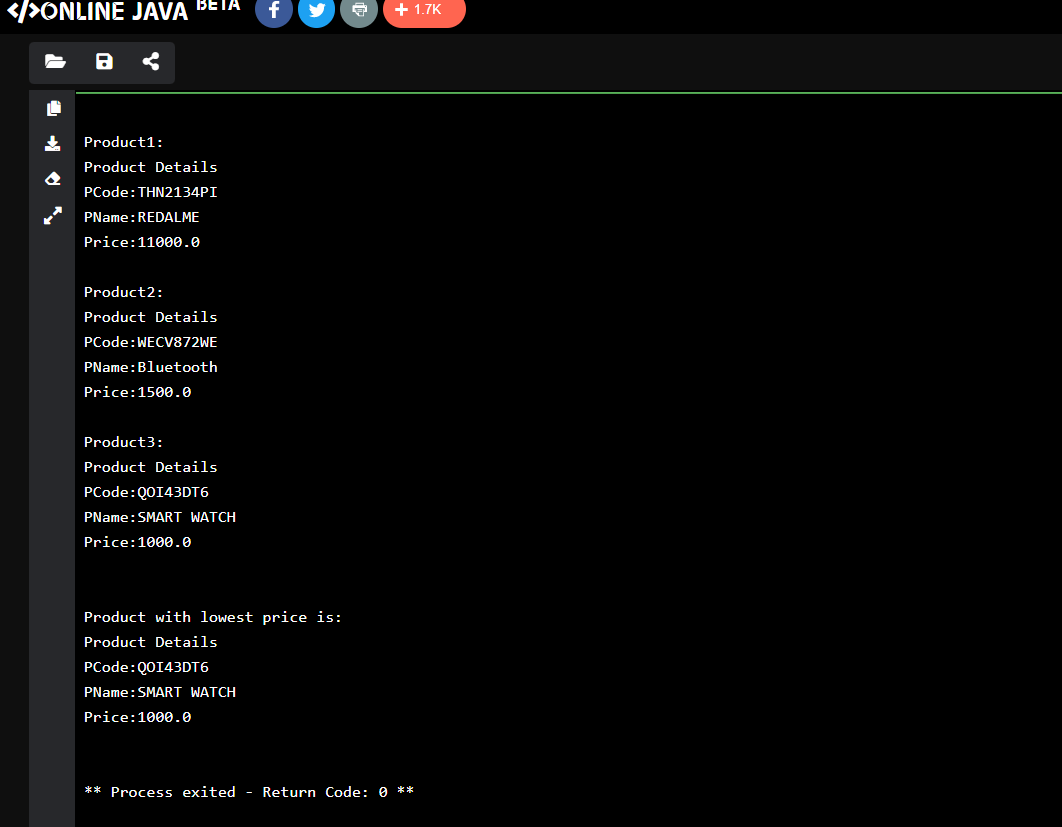 </>ONLINE JAVA BETA
1.7K
Product1:
Product Details
PCode:THN2134PI
PName:REDALME
Price:11000.0
Product2:
Product Details
PCode:WECV872WE
PName:Bluetooth
Price:1500.0
Product3:
Product Details
PCode:QOI43DT6
PName:SMART WATCH
Price:1000.0
Product with lowest price is:
Product Details
PCode:QOI43DT6
PName:SMART WATCH
Price:1000.0
** Process exited - Return Code: 0 **